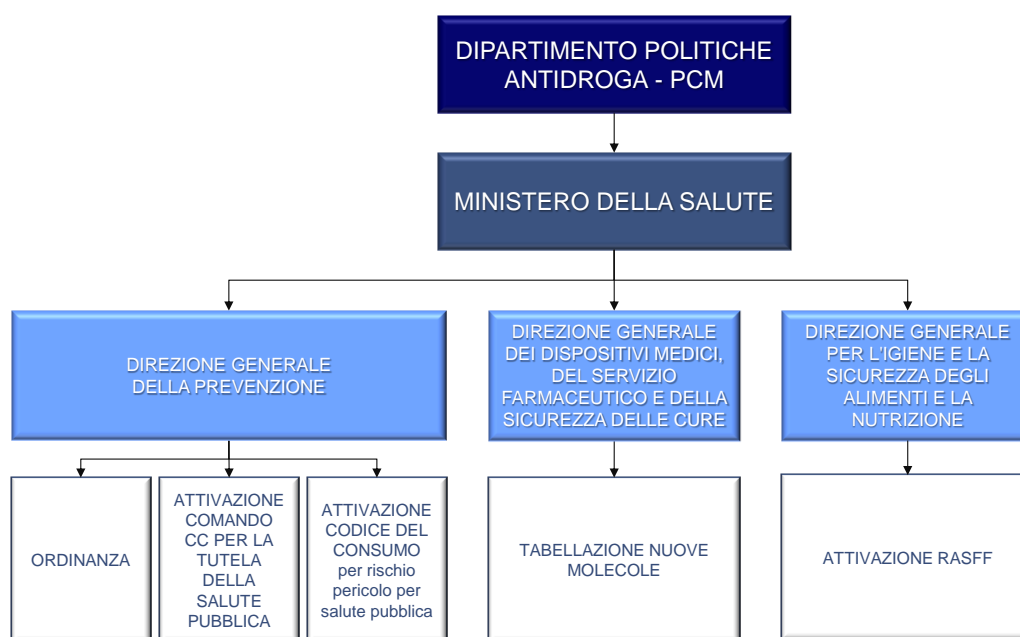 DIPARTIMENTO POLITICHE
ANTIDROGA - PCM
MINISTERO DELLA SALUTE
DIREZIONE GENERALE
DELLA PREVENZIONE
DIREZIONE GENERALE
DEI DISPOSITIVI MEDICI,
DEL SERVIZIO
FARMACEUTICO E DELLA
SICUREZZA DELLE CURE
DIREZIONE GENERALE
PER L'IGIENE E LA
SICUREZZA DEGLI
ALIMENTI E LA
NUTRIZIONE
ORDINANZA
ATTIVAZIONE
COMANDO
CC PER LA
TUTELA
DELLA
SALUTE
PUBBLICA
ATTIVAZIONE
CODICE DEL
CONSUMO
per rischio
pericolo per
salute pubblica
TABELLAZIONE NUOVE
MOLECOLE
ATTIVAZIONE RASFF